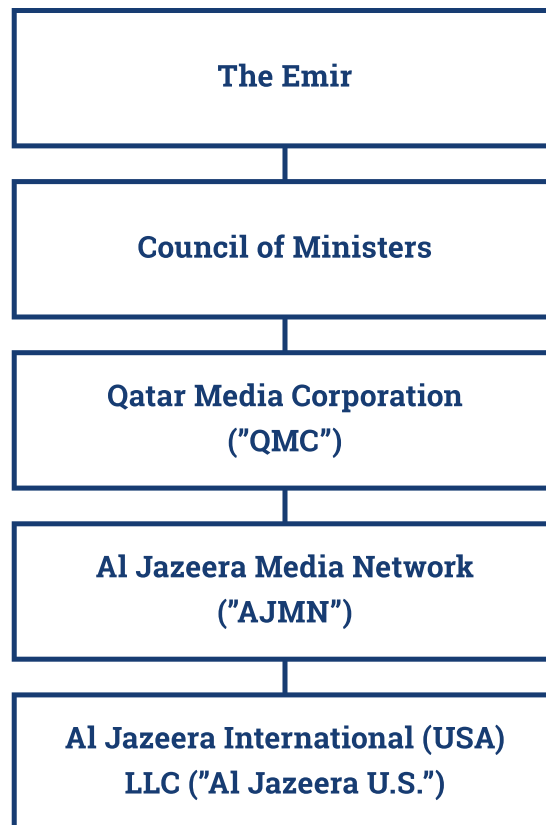 The Emir
Council of Ministers
Qatar Media Corporation
(”QMC”)
Al Jazeera Media Network
(”AJMN”)
Al Jazeera International (USA)
LLC (”Al Jazeera U.S.”)